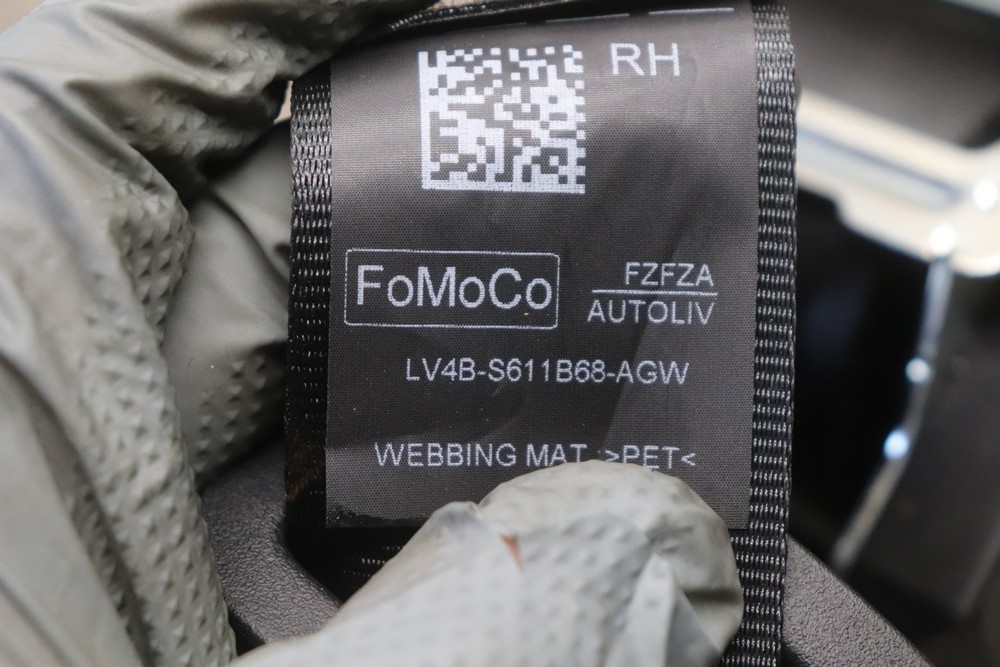 RH
FoMoCo
FZFZA
AUTOLIV
LV4B-S611B68-AGW
WEBBING MAT :>PET<